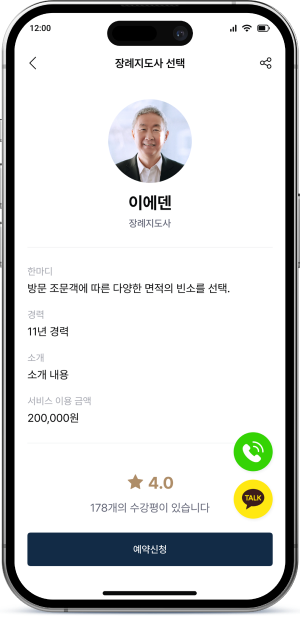 12:00
장례지도사 선택
이에덴
장례지도사
한마디
방문 조문객에 따른 다양한 면적의 빈소를 선택.
경력
11년 경력
소개
소개 내용
서비스 이용 금액
200,000원
4.0
TALK
178개의 수강평이 있습니다
예약신청